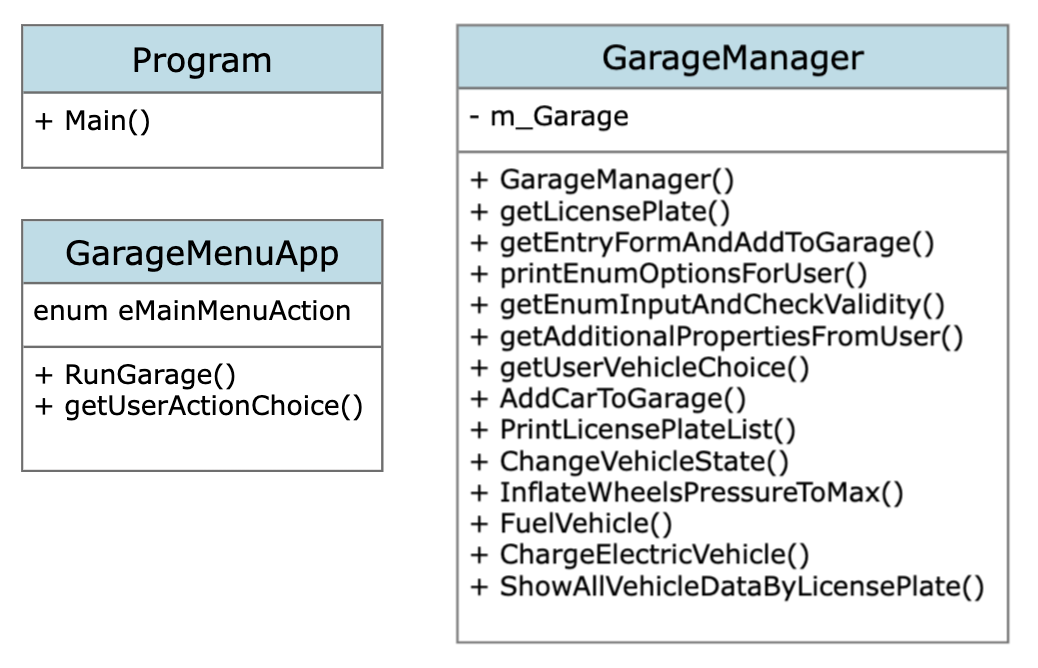 Program
+ Main()
GarageMenuApp
enum eMainMenuAction
+ RunGarage()
+ getUserActionChoice()
GarageManager
- m_Garage
+ GarageManager()
+ getLicensePlate()
+ getEntryFormAndAddToGarage()
+ printEnumOptionsForUser()
+ getEnumInputAndCheckValidity()
+ getAdditionalPropertiesFromUser()
+ getUserVehicleChoice()
+ AddCarToGarage()
+ PrintLicensePlateList()
+ ChangeVehicleState()
+ InflateWheelsPressureToMax()
+ FuelVehicle()
+ ChargeElectricVehicle()
+ ShowAllVehicleDataByLicensePlate()